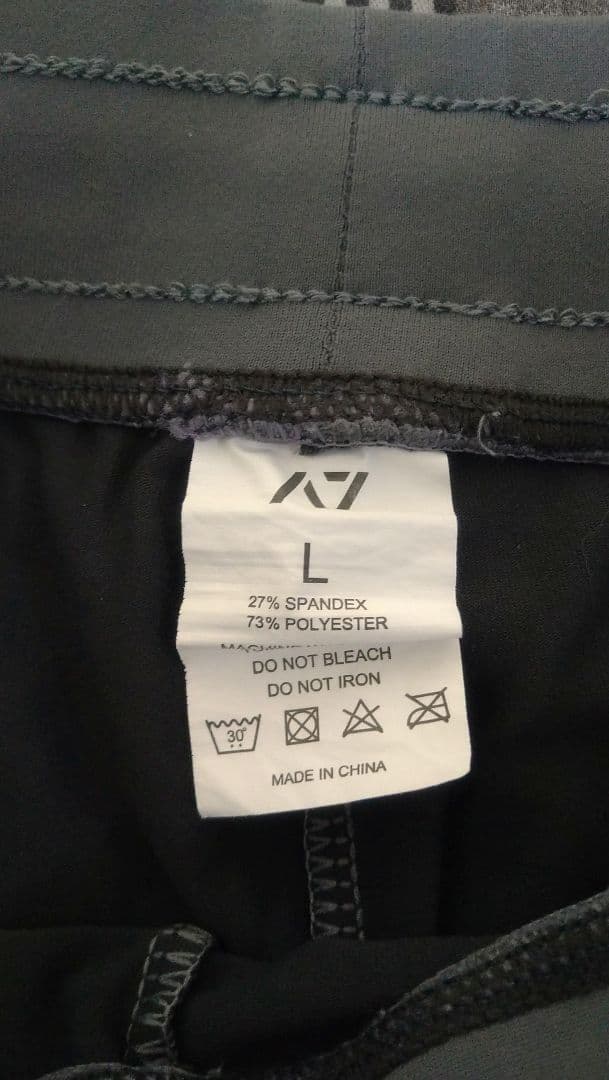 A7
L
27% SPANDEX
73% POLYESTER
DO NOT BLEACH
DO NOT IRON
30°
MADE IN CHINA